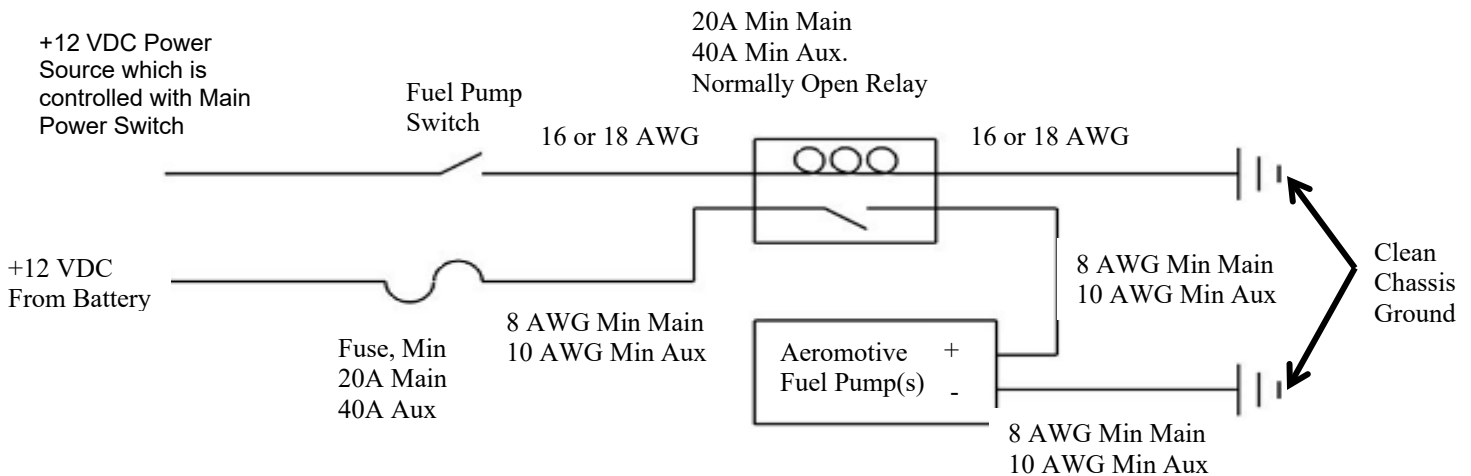 +12 VDC Power
Source which is
controlled with Main
Power Switch
Fuel Pump
Switch
16 or 18 AWG
20A Min Main
40A Min Aux.
Normally Open Relay
16 or 18 AWG
+12 VDC
From Battery
Fuse, Min
20A Main
40A Aux
8 AWG Min Main
10 AWG Min Aux
8 AWG Min Main
10 AWG Min Aux
Aeromotive +
Fuel Pump(s) -
8 AWG Min Main
10 AWG Min Aux
Clean
Chassis
Ground